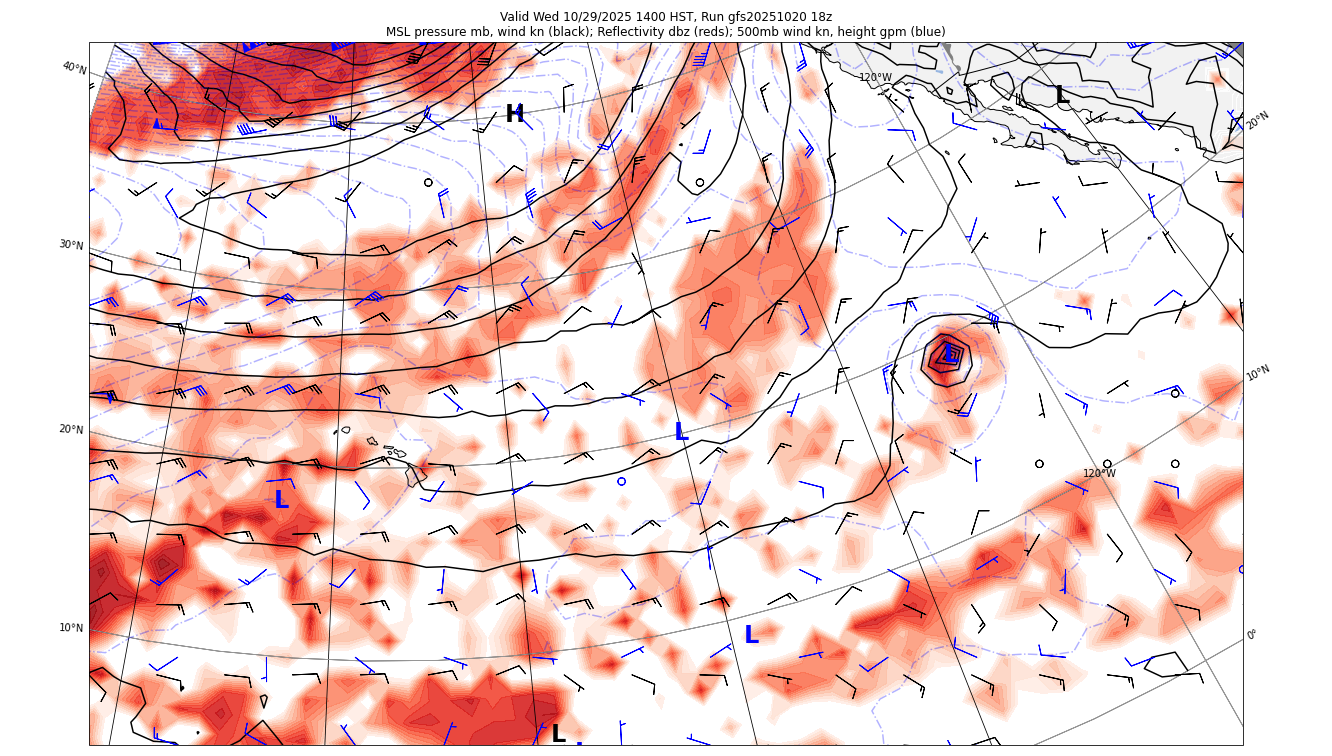 Valid Wed 10/29/2025 1400 HST, Run gfs20251020 18z
MSL pressure mb, wind kn (black); Reflectivity dbz (reds); 500mb wind kn, height gpm (blue)
40°N
120°W
L
H
20°N
30°N
L
10°N
20°N
L
120°W
L
10°N
L
0°
L